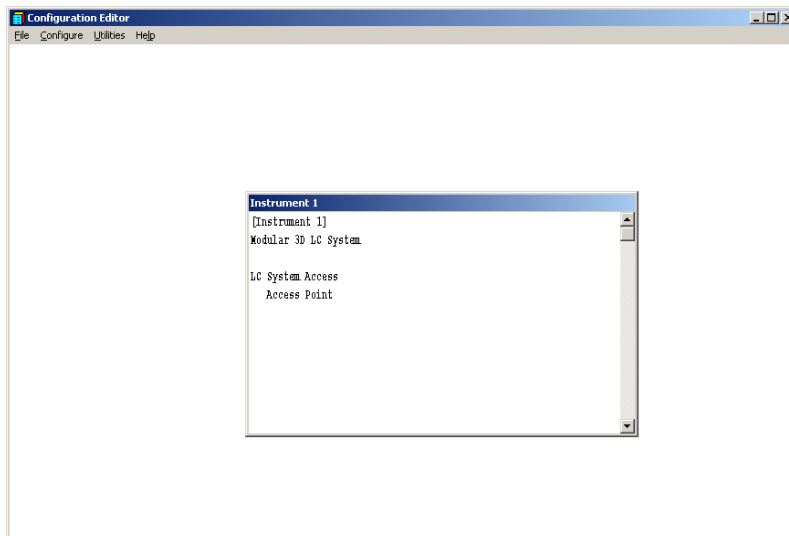 Configuration Editor
File Configure Utilities Help
Instrument 1
[Instrument 1]
Modular 3D LC System
LC System Access
Access Point